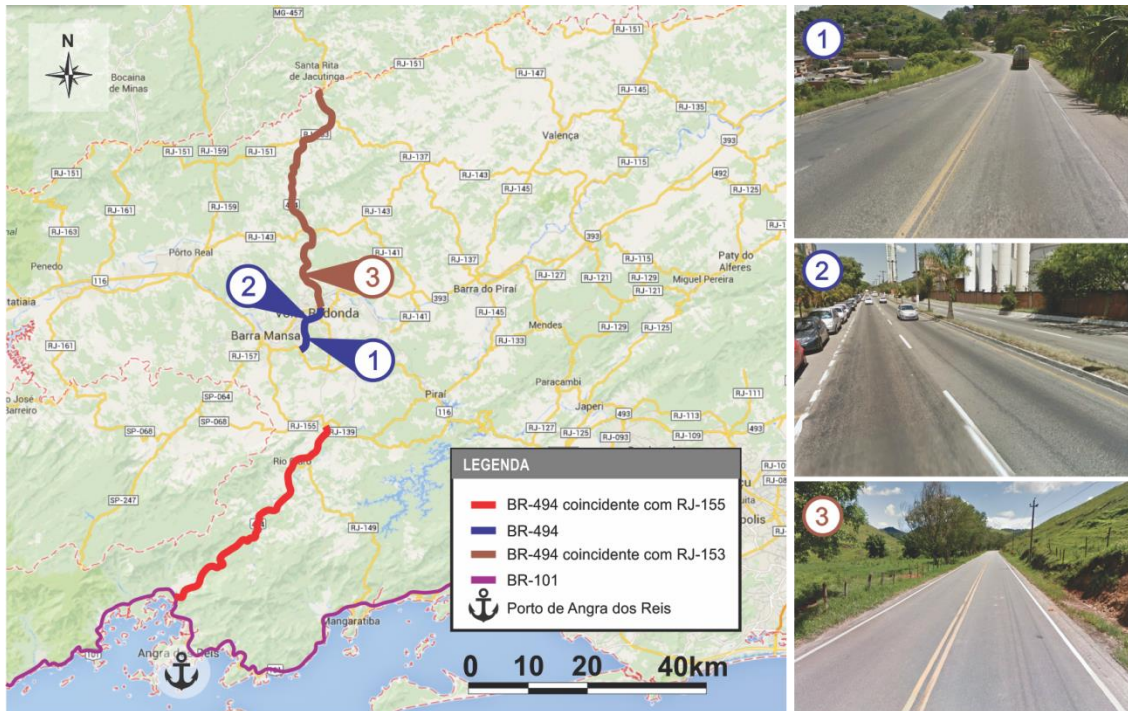 N
MG-457
Bocaina
de Minas
Santa Rita
de Jacutinga
RJ-151
RJ-151
RJ-147
RJ-145
RJ-135
Valença
RJ-151
RJ-159
RJ-151
RJ-137
RJ-115
393
RJ-151
RJ-143
492
RJ-125
RJ-145
RJ-161
RJ-159
RJ-163
RJ-143
RJ-143
393
Pôrto Real
RJ-141
Paty do
Alferes
Penedo
116
RJ-137
RJ-115
RJ-127
RJ-121
RJ-129
Miguel Pereira
RJ-121
3
2
393
Barra do Piraí
RJ-145
RJ-141
Barra Mansa
RJ-129
RJ-125
Mendes
RJ-133
RJ-157
1
Paracambi
RJ-111
SP-064
Piraí
Japeri
116
493
RJ-113
SP-068
SP-068
RJ-155
RJ-139
RJ-127
RJ-125
RJ-093
RJ-109
493
SP-247
RJ-149
Mangaratiba
Angra dos Reis
LEGENDA
BR-494 coincidente com RJ-155
BR-494
BR-494 coincidente com RJ-153
BR-101
Porto de Angra dos Reis
0 10 20 40km
1
2
3